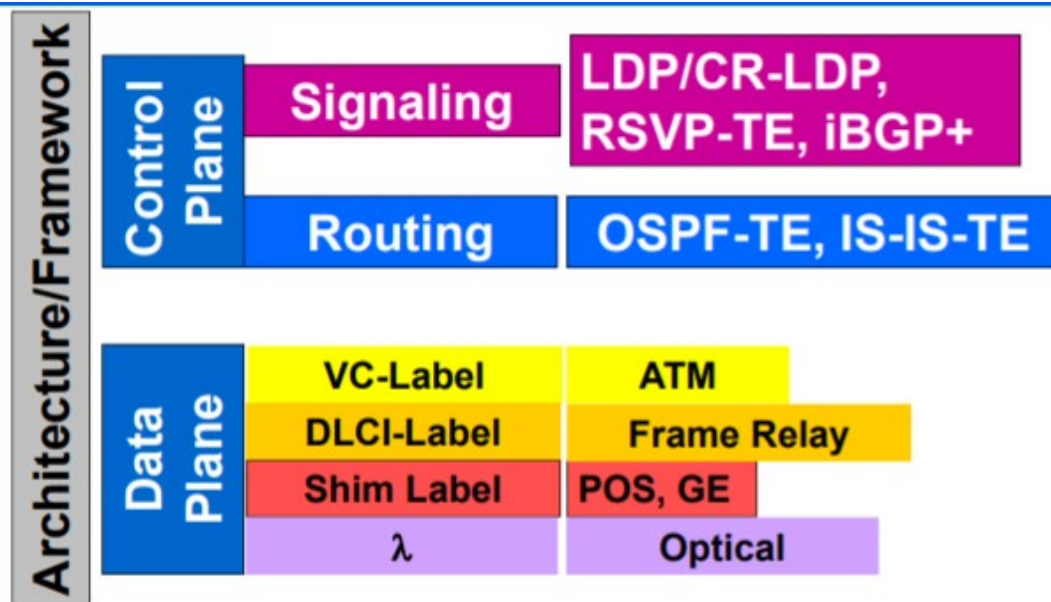 Architecture/Framework
Control
Plane
Signaling
LDP/CR-LDP,
RSVP-TE, iBGP+
Routing
OSPF-TE, IS-IS-TE
Data
Plane
VC-Label
ATM
DLCI-Label
Frame Relay
Shim Label
POS, GE
λ
Optical